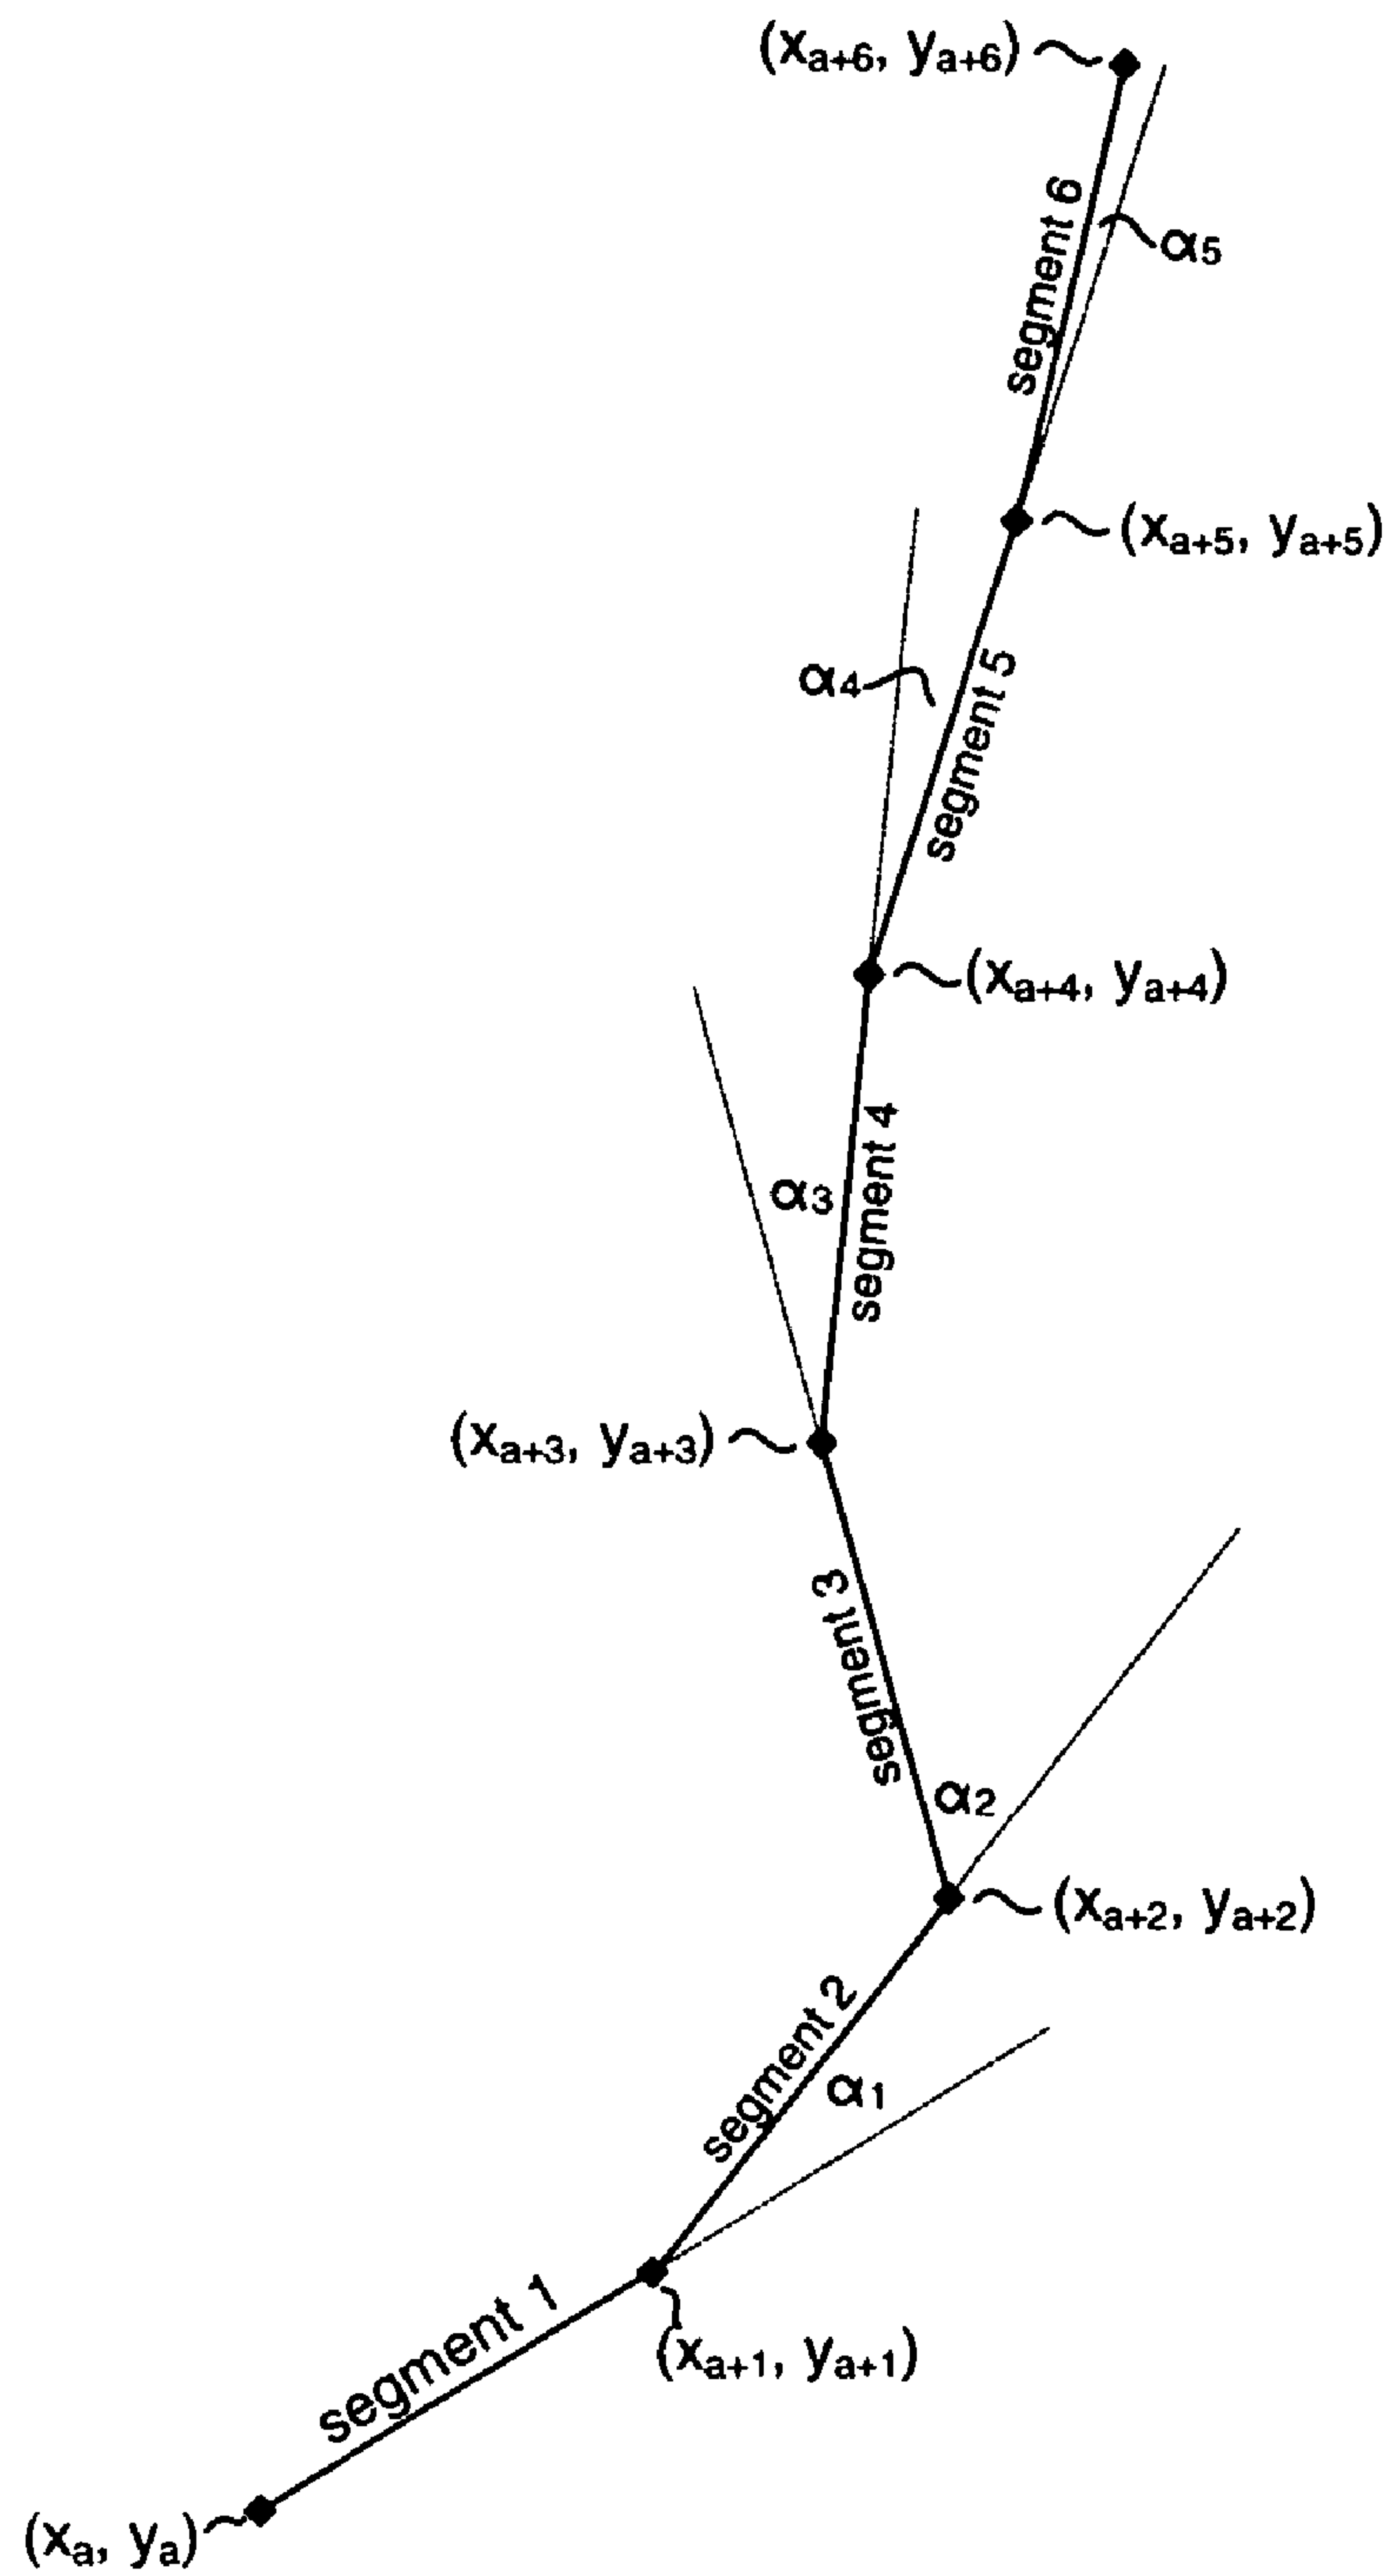 (xₐ₊₆, yₐ₊₆)
segment 6
α₅
(xₐ₊₅, yₐ₊₅)
α₄
segment 5
(xₐ₊₄, yₐ₊₄)
α₃
segment 4
(xₐ₊₃, yₐ₊₃)
segment 3
α₂
(xₐ₊₂, yₐ₊₂)
segment 2
α₁
segment 1
(xₐ₊₁, yₐ₊₁)
(xₐ, yₐ)